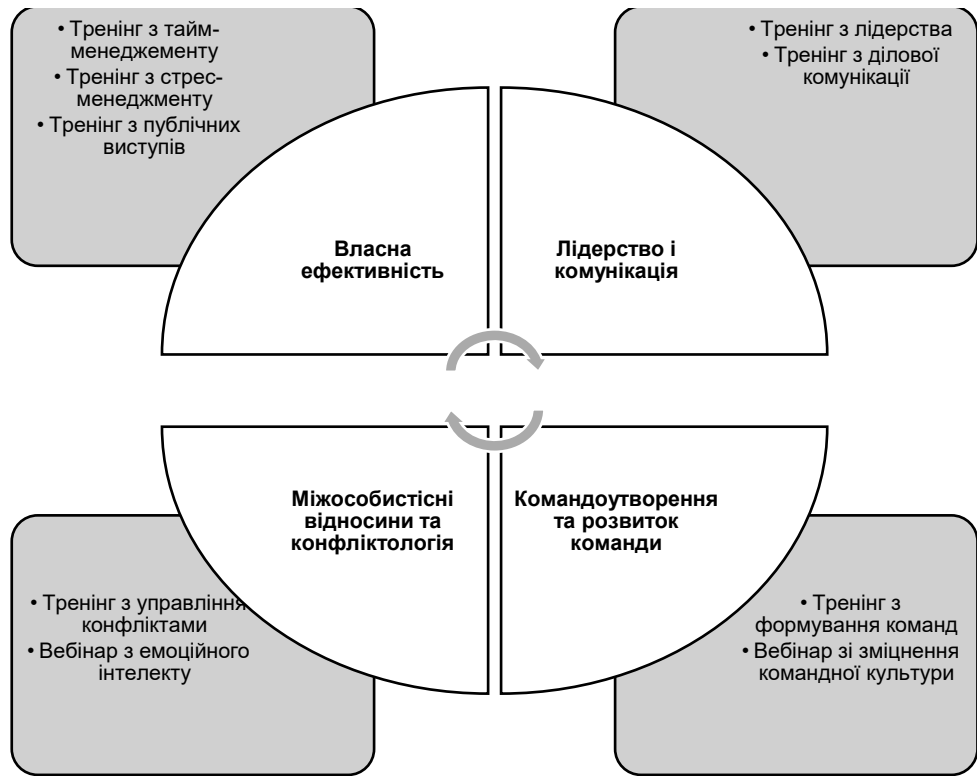 • Тренінг з тайм-
менеджементу
• Тренінг з стрес-
менеджменту
• Тренінг з публічних
виступів
• Тренінг з лідерства
• Тренінг з ділової
комунікації
Власна
ефективність
Лідерство і
комунікація
Міжособистісні
відносини та
конфліктологія
Командоутворення
та розвиток
команди
• Тренінг з управління
конфліктами
• Вебінар з емоційного
інтелекту
• Тренінг з
формування команд
• Вебінар зі зміцнення
командної культури